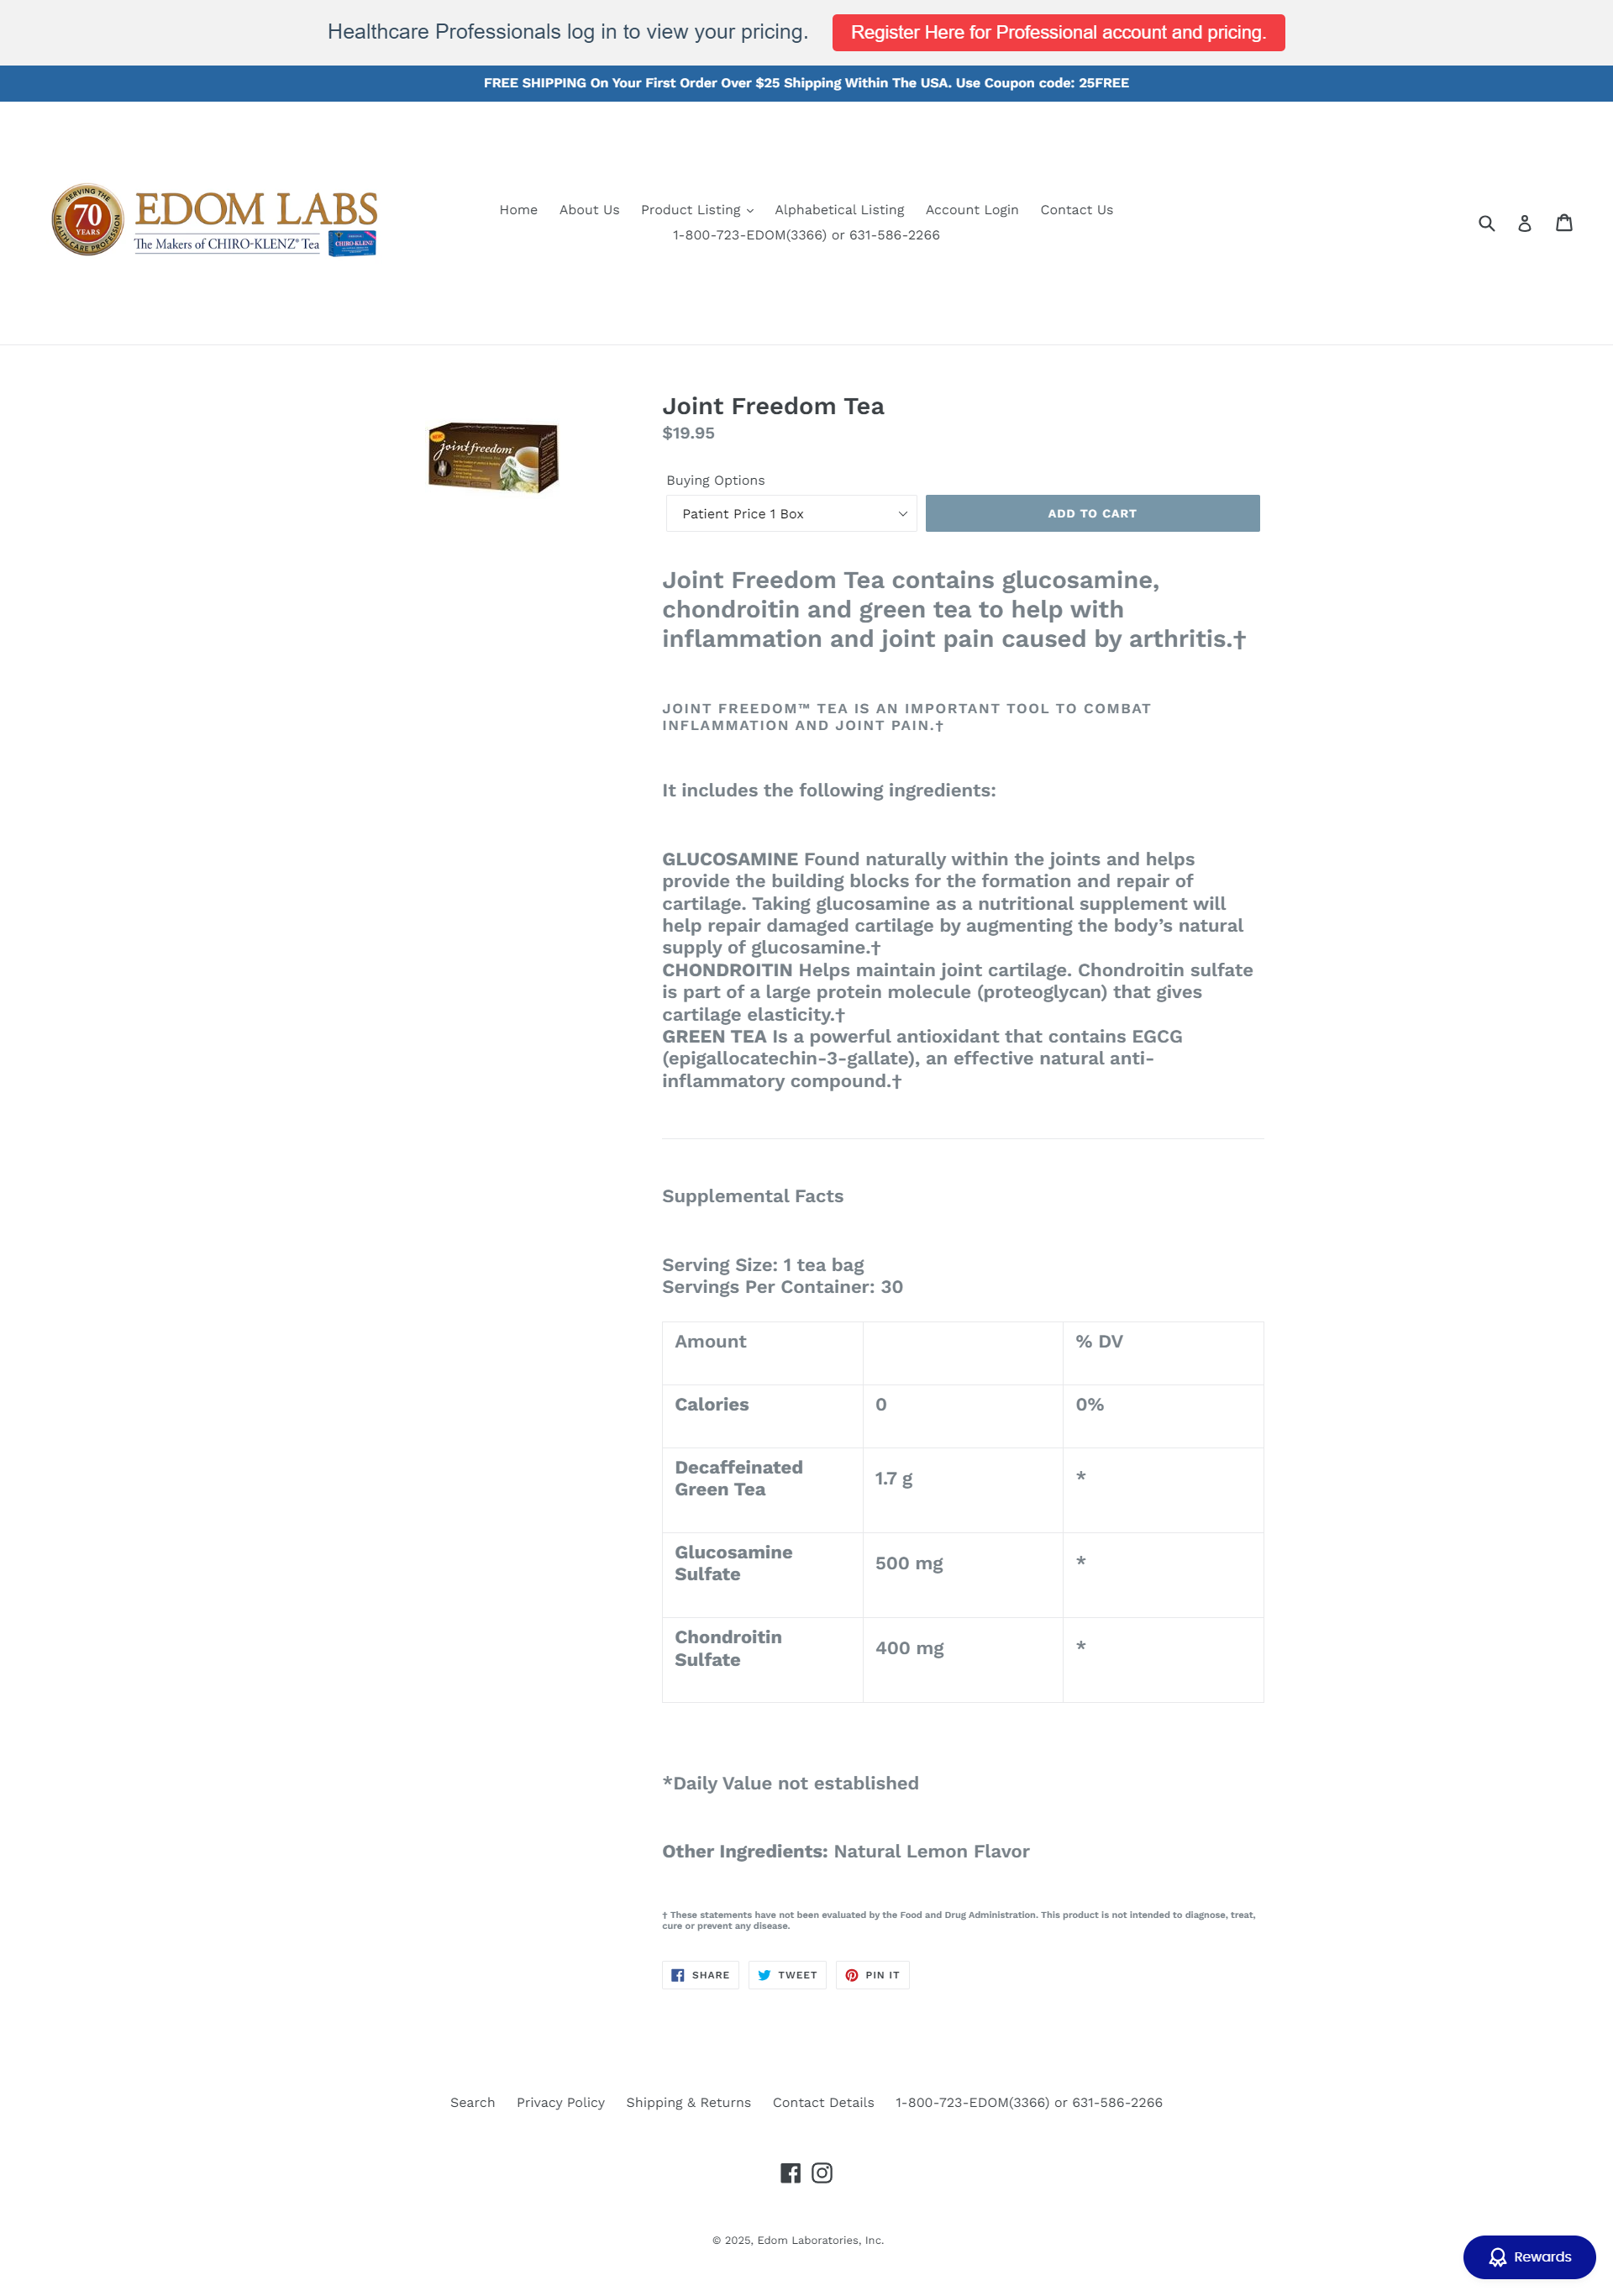 Healthcare Professionals log in to view your pricing. Register Here for Professional account and pricing.
FREE SHIPPING On Your First Order Over $25 Shipping Within The USA. Use Coupon code: 25FREE
SERVING THE
70
YEARS
HEALTH CARE PROFESSION
EDOM LABS
The Makers of CHIRO-KLENZ® Tea
CHIRO-KLENZ
Home About Us Product Listing Alphabetical Listing Account Login Contact Us
1-800-723-EDOM(3366) or 631-586-2266
joint freedom
Joint Freedom Tea
$19.95
Buying Options
Patient Price 1 Box ADD TO CART
Joint Freedom Tea contains glucosamine,
chondroitin and green tea to help with
inflammation and joint pain caused by arthritis.†
JOINT FREEDOM™ TEA IS AN IMPORTANT TOOL TO COMBAT
INFLAMMATION AND JOINT PAIN.†
It includes the following ingredients:
GLUCOSAMINE Found naturally within the joints and helps
provide the building blocks for the formation and repair of
cartilage. Taking glucosamine as a nutritional supplement will
help repair damaged cartilage by augmenting the body’s natural
supply of glucosamine.†
CHONDROITIN Helps maintain joint cartilage. Chondroitin sulfate
is part of a large protein molecule (proteoglycan) that gives
cartilage elasticity.†
GREEN TEA Is a powerful antioxidant that contains EGCG
(epigallocatechin-3-gallate), an effective natural anti-
inflammatory compound.†
Supplemental Facts
Serving Size: 1 tea bag
Servings Per Container: 30
Amount % DV
Calories 0 0%
Decaffeinated
Green Tea 1.7 g *
Glucosamine
Sulfate 500 mg *
Chondroitin
Sulfate 400 mg *
*Daily Value not established
Other Ingredients: Natural Lemon Flavor
† These statements have not been evaluated by the Food and Drug Administration. This product is not intended to diagnose, treat,
cure or prevent any disease.
SHARE TWEET PIN IT
Search Privacy Policy Shipping & Returns Contact Details 1-800-723-EDOM(3366) or 631-586-2266
© 2025, Edom Laboratories, Inc.
Rewards